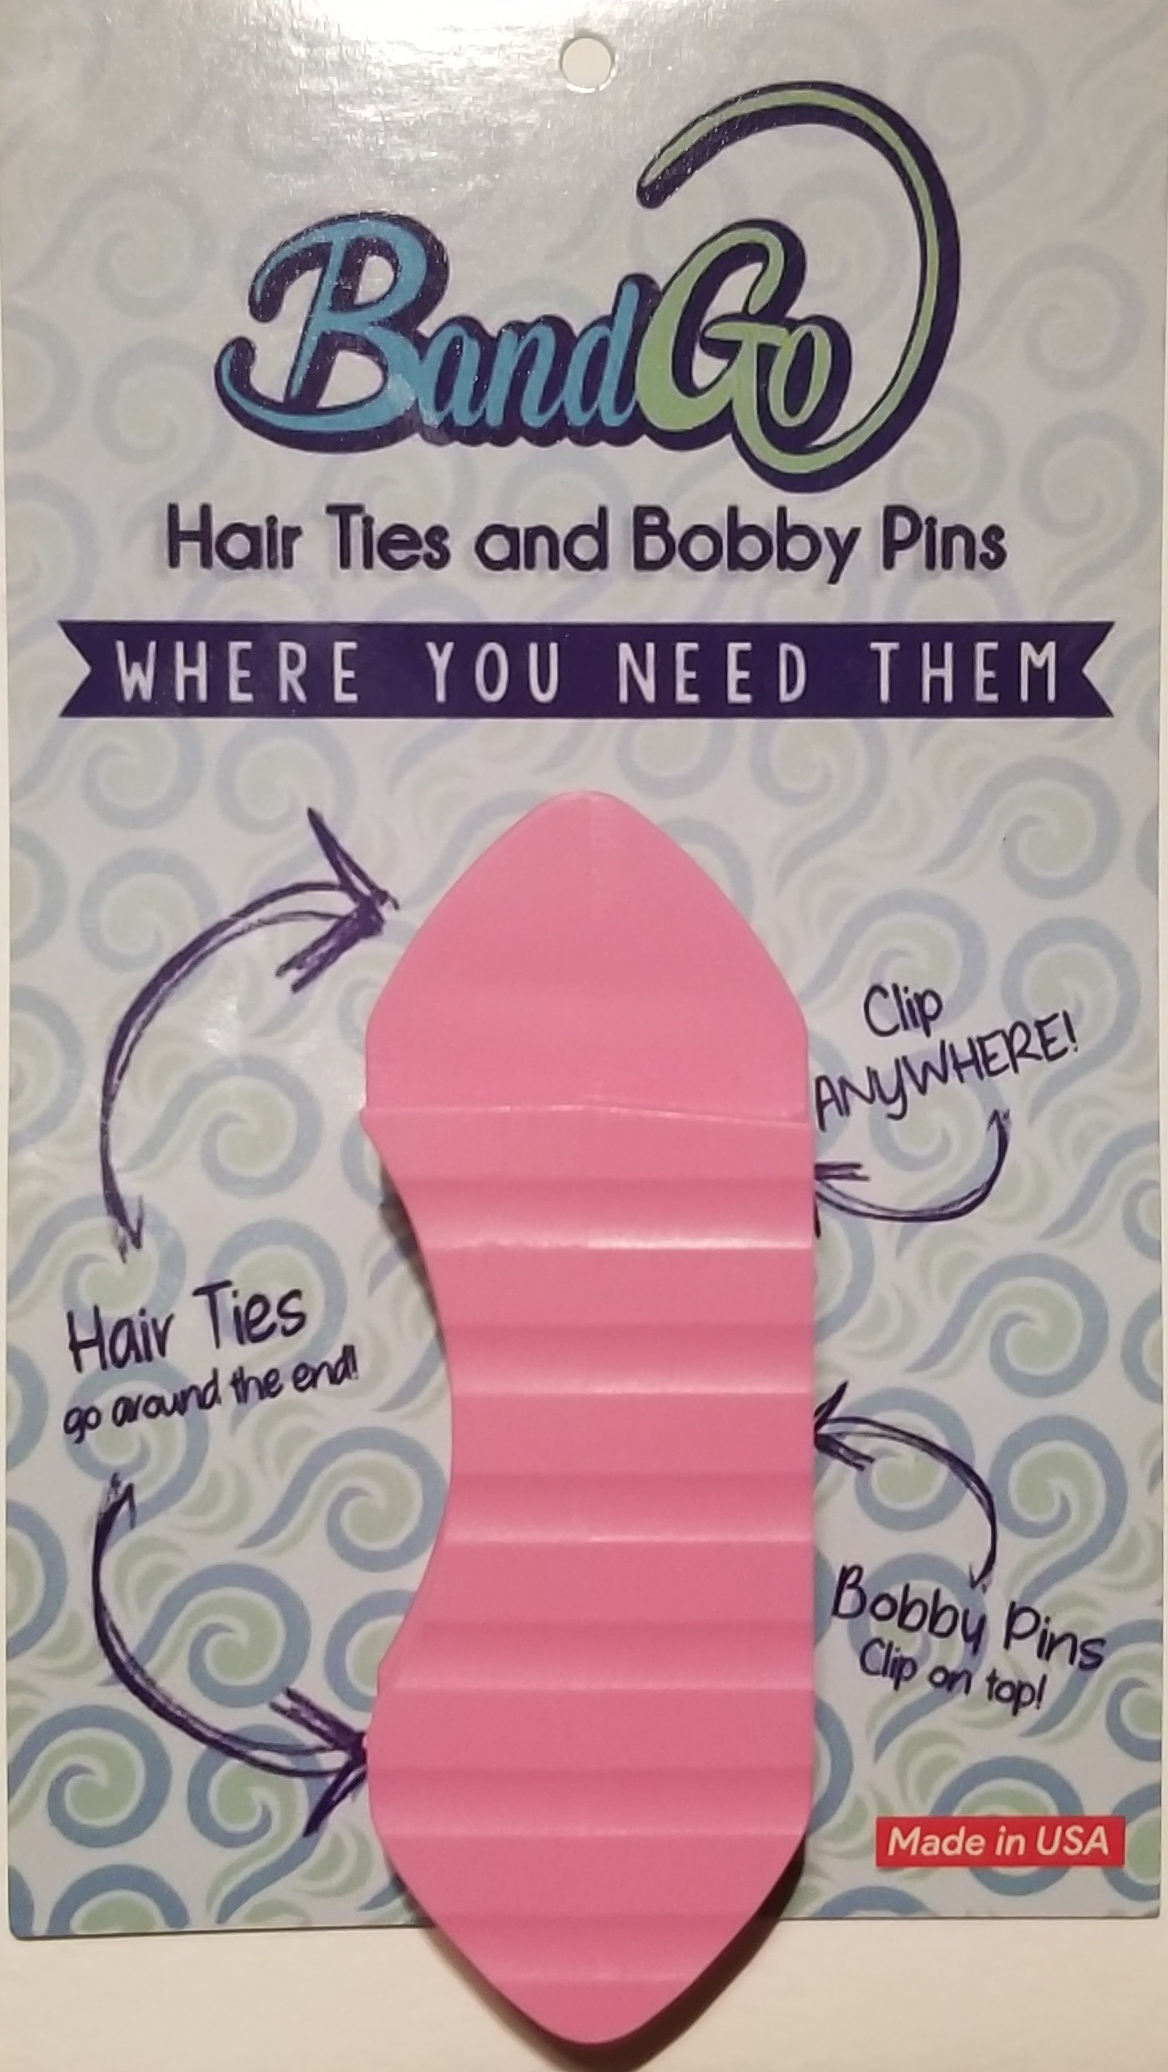 BandGo
Hair Ties and Bobby Pins
WHERE YOU NEED THEM
Clip
ANYWHERE!
Hair Ties
go around the end!
Bobby Pins
Clip on top!
Made in USA